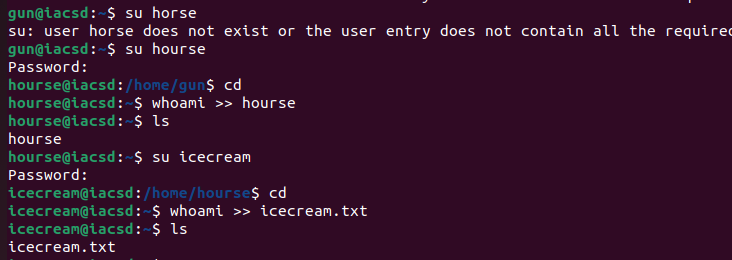 gun@iacsd:~$ su horse
su: user horse does not exist or the user entry does not contain all the require
gun@iacsd:~$ su hourse
Password:
hourse@iacsd:/home/gun$ cd
hourse@iacsd:~$ whoami >> hourse
hourse@iacsd:~$ ls
hourse
hourse@iacsd:~$ su icecream
Password:
icecream@iacsd:/home/hourse$ cd
icecream@iacsd:~$ whoami >> icecream.txt
icecream@iacsd:~$ ls
icecream.txt